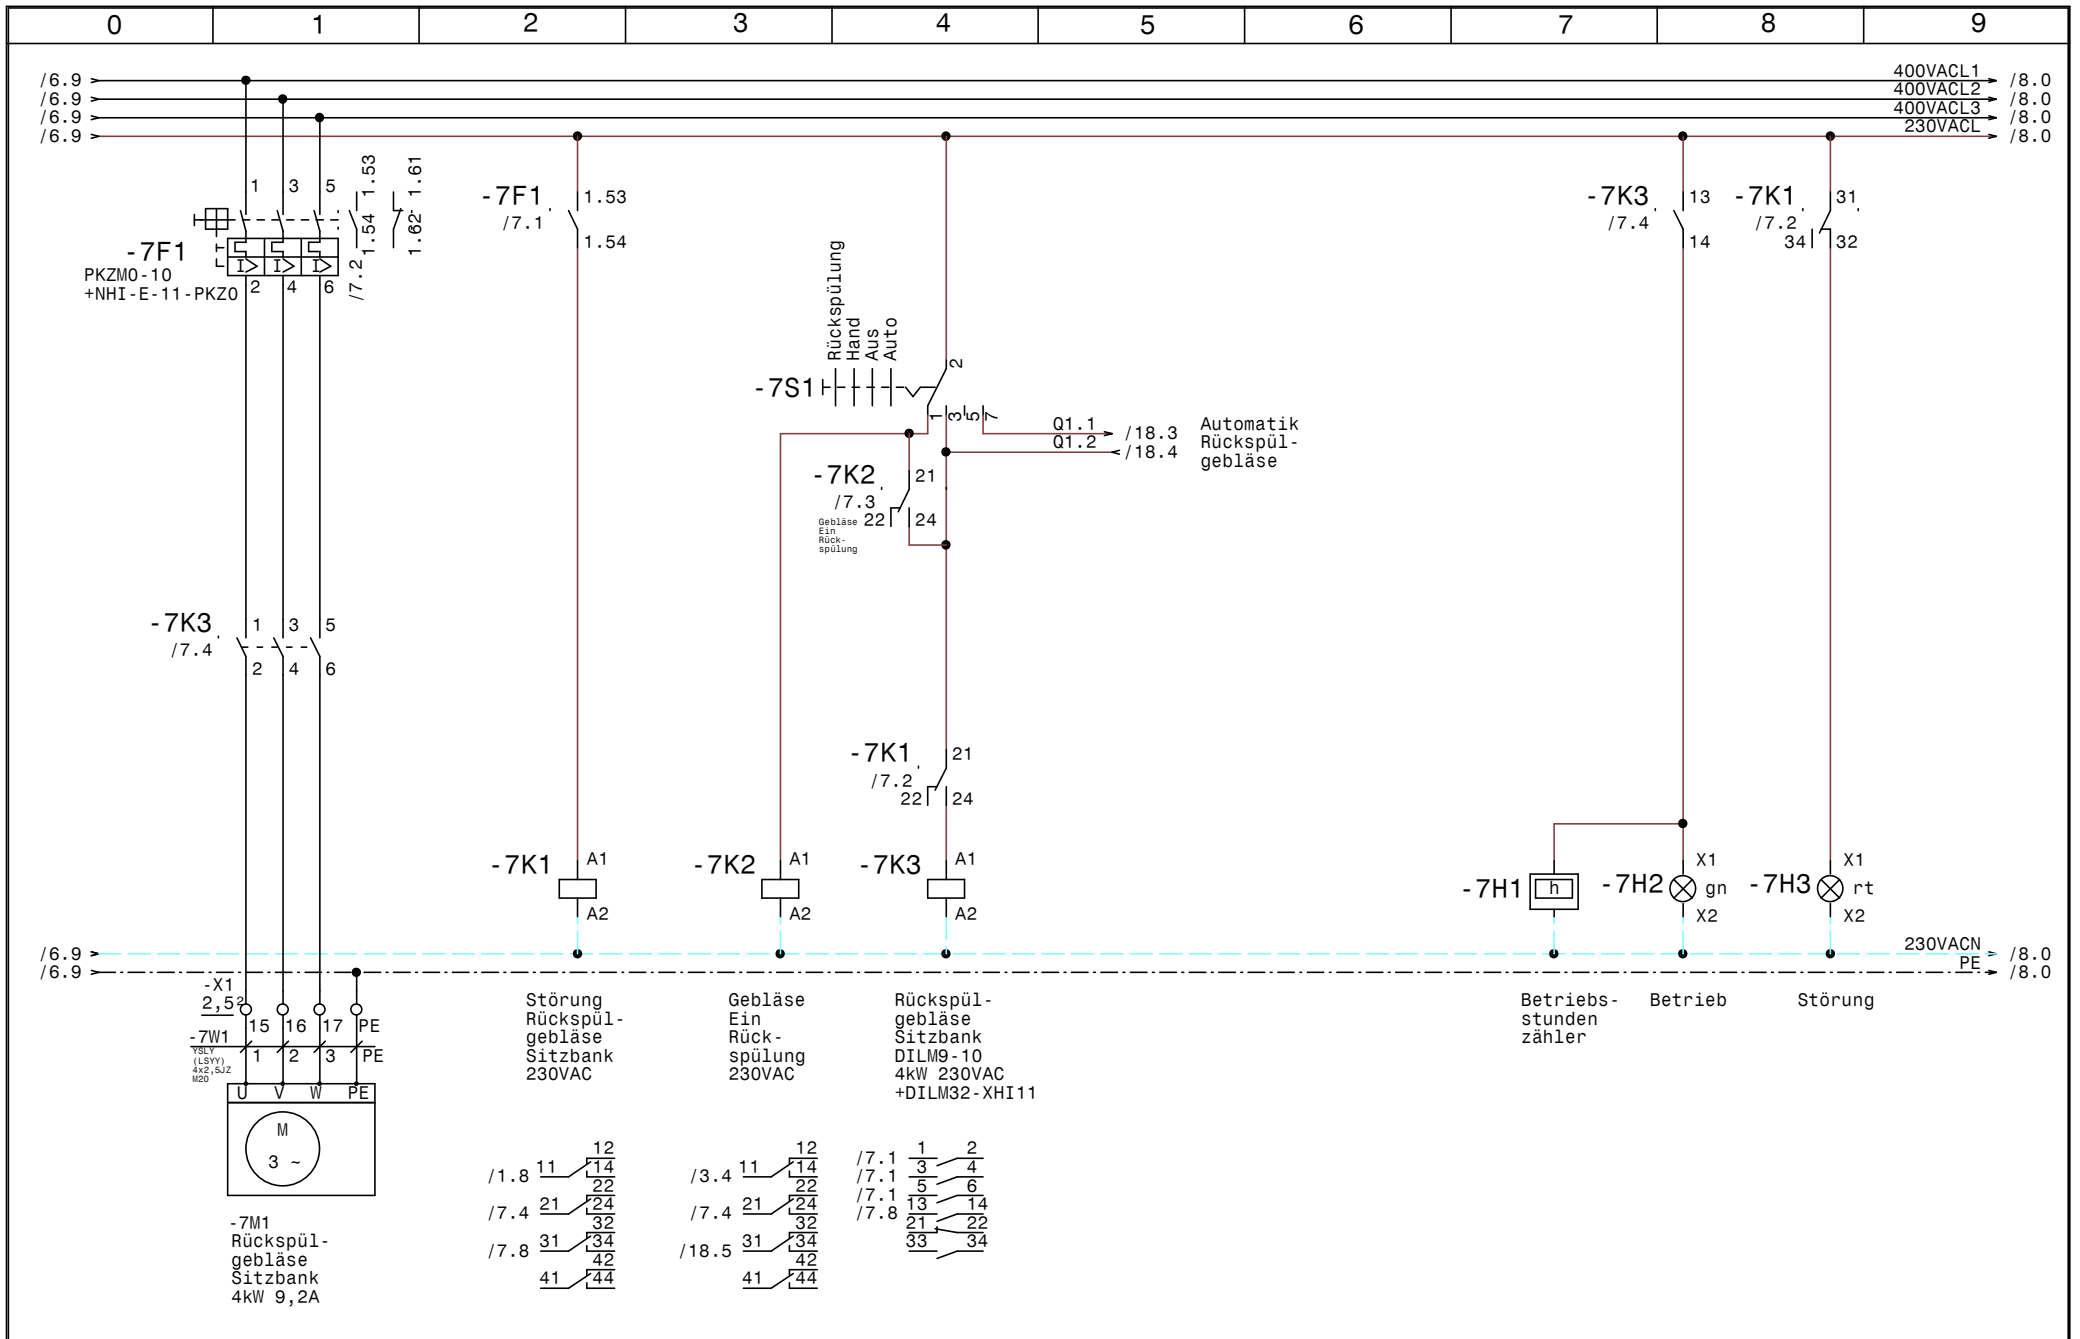 0 1 2 3 4 5 6 7 8 9
/6.9 400VACL1 /8.0
/6.9 400VACL2 /8.0
/6.9 400VACL3 /8.0
/6.9 230VACL /8.0
1 3 5 1.53 1.61
1.54 1.62
-7F1
PKZM0-10
+NHI-E-11-PKZ0
I> I> I>
2 4 6 /7.2
-7F1 1.53
/7.1
1.54
-7K3 13
/7.4
14
-7K1 31
/7.2
34 32
Rückspülung
Hand
Aus
Auto
-7S1
2
1 3 5 7
Q1.1 /18.3
Q1.2 /18.4
Automatik
Rückspül-
gebläse
-7K2 21
/7.3
22 24
Gebläse
Ein
Rück-
spülung
-7K3 1 3 5
/7.4
2 4 6
-7K1 21
/7.2
22 24
-7K1 A1
A2
-7K2 A1
A2
-7K3 A1
A2
-7H1 h
-7H2 X1
gn
X2
-7H3 X1
rt
X2
/6.9 230VACN /8.0
/6.9 PE /8.0
-X1
2,5²
15 16 17 PE
-7W1
1 2 3 PE
YSLY
(LSYY)
4x2,5JZ
M20
U V W PE
M
3 ~
-7M1
Rückspül-
gebläse
Sitzbank
4kW 9,2A
Störung
Rückspül-
gebläse
Sitzbank
230VAC
Gebläse
Ein
Rück-
spülung
230VAC
Rückspül-
gebläse
Sitzbank
DILM9-10
4kW 230VAC
+DILM32-XHI11
Betriebs-
stunden
zähler
Betrieb
Störung
12
/1.8 11 14
22
/7.4 21 24
32
/7.8 31 34
42
41 44
12
/3.4 11 14
22
/7.4 21 24
32
/18.5 31 34
42
41 44
/7.1 1 2
/7.1 3 4
/7.1 5 6
/7.8 13 14
21 22
33 34